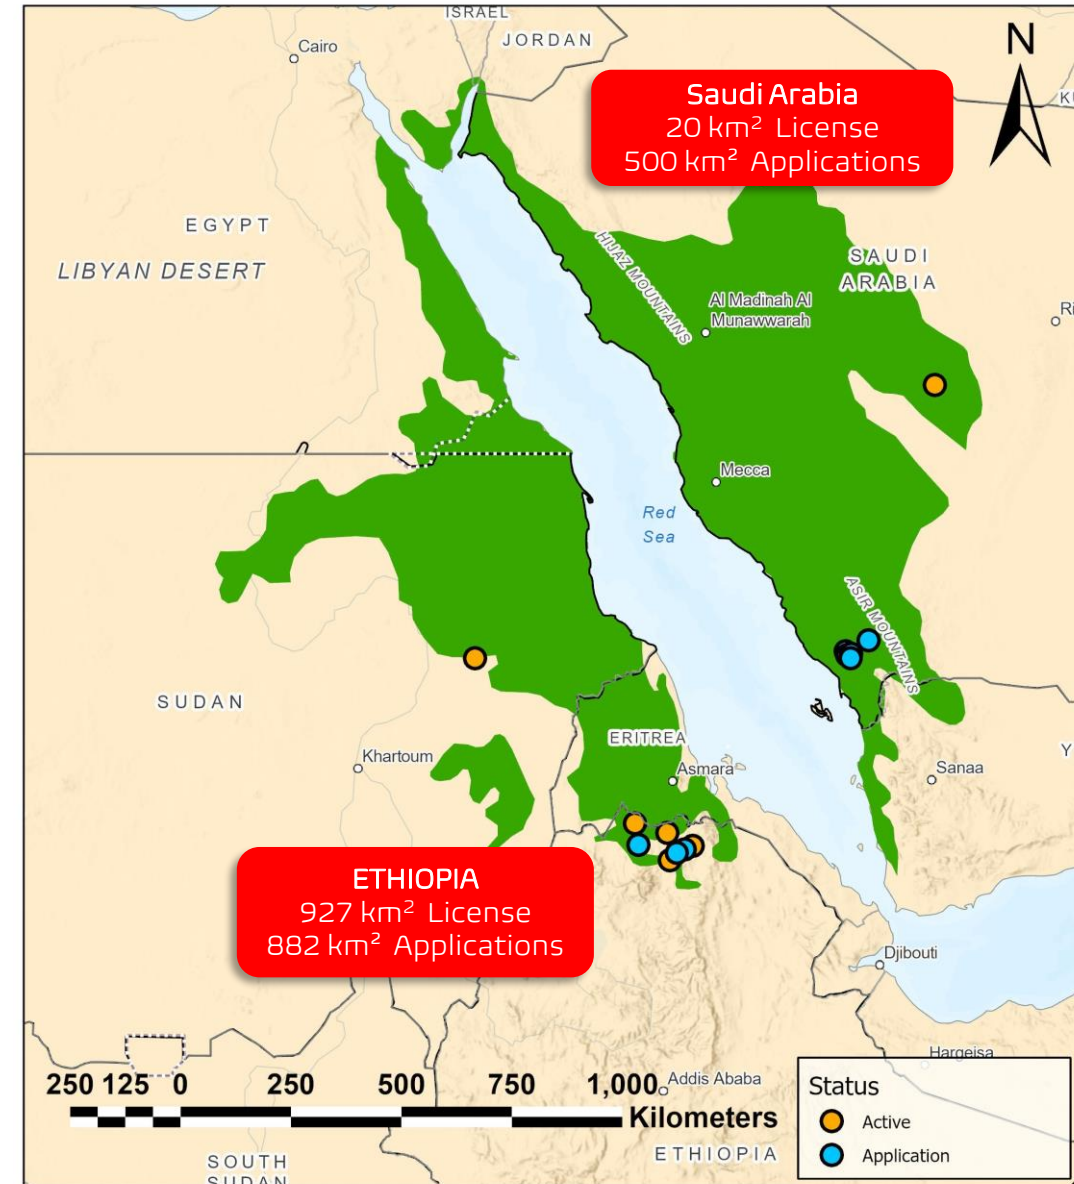 ISRAEL
JORDAN
Cairo
N
Saudi Arabia
20 km² License
500 km² Applications
EGYPT
LIBYAN DESERT
HIJAZ MOUNTAINS
SAUDI
ARABIA
Al Madinah Al
Munawwarah
Mecca
Red
Sea
ASIR MOUNTAINS
SUDAN
ERITREA
Khartoum
Asmara
Sanaa
ETHIOPIA
927 km² License
882 km² Applications
Djibouti
Hargeisa
250 125 0 250 500 750 1,000
Kilometers
Addis Ababa
ETHIOPIA
SOUTH
SUDAN
Status
Active
Application